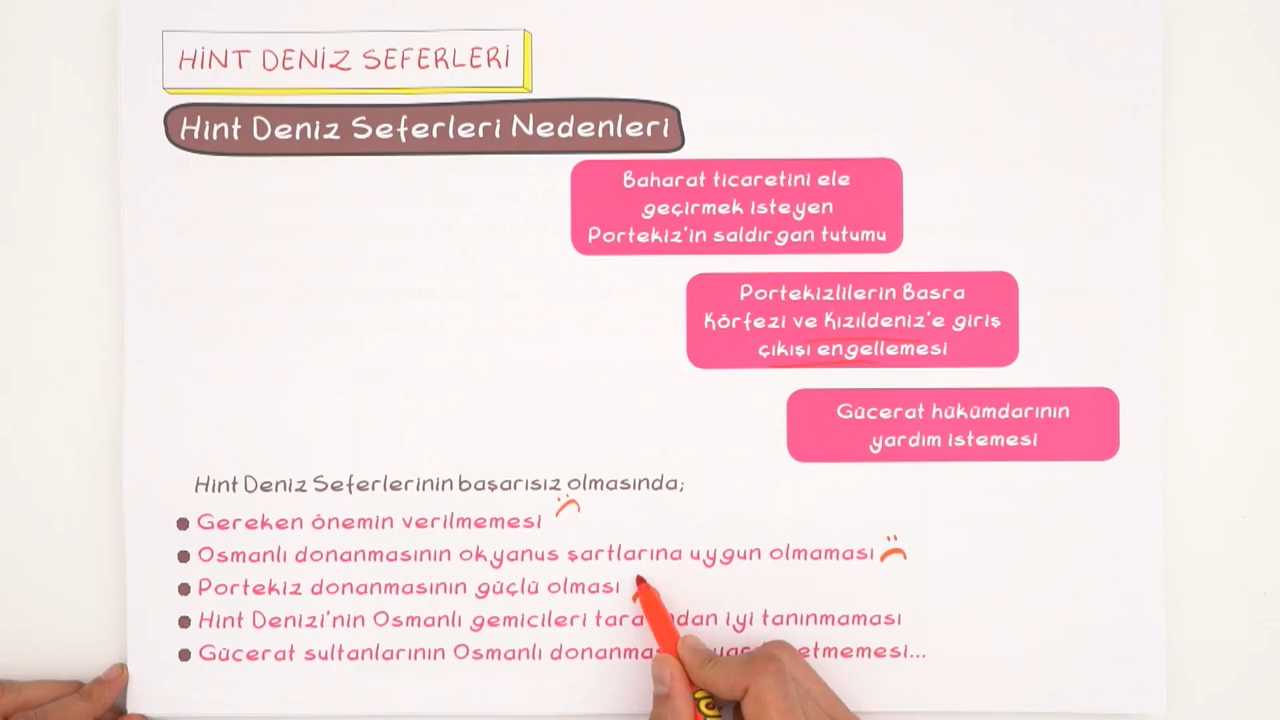 HİNT DENİZ SEFERLERİ
Hint Deniz Seferleri Nedenleri
Baharat ticaretini ele
geçirmek isteyen
Portekiz'in saldırgan tutumu
Portekizlilerin Basra
Körfezi ve Kızıldeniz'e giriş
çıkışı engellemesi
Gücerat hükümdarının
yardım istemesi
Hint Deniz Seferlerinin başarısız olmasında;
Gereken önemin verilmemesi
Osmanlı donanmasının okyanus şartlarına uygun olmaması
Portekiz donanmasının güçlü olması
Hint Denizi'nin Osmanlı gemicileri tarafından iyi tanınmaması
Gücerat sultanlarının Osmanlı etmemesi...